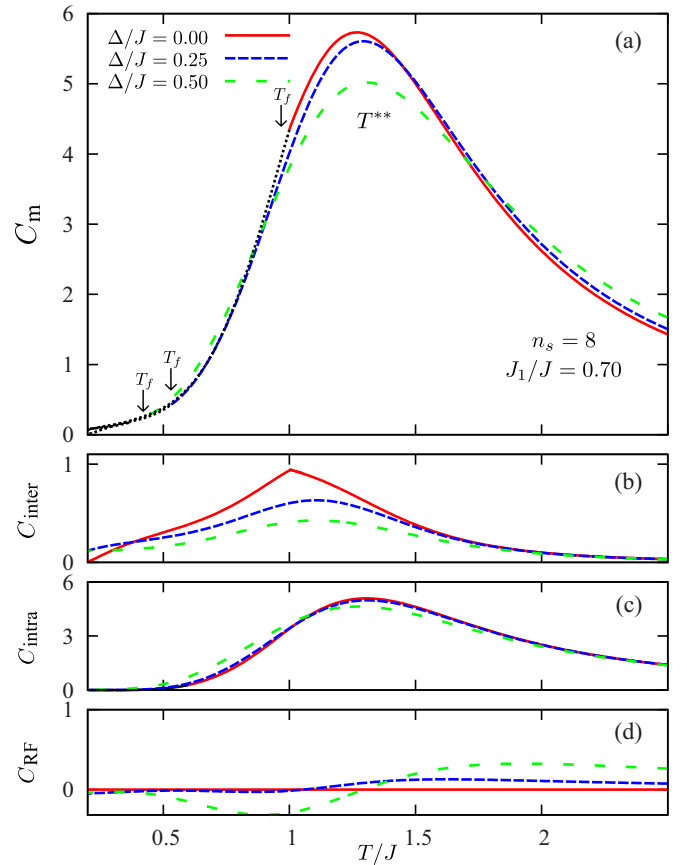 6
Δ/J = 0.00
(a)
Δ/J = 0.25
Δ/J = 0.50
5
T_f
T**
4
C_m
3
2
n_s = 8
T_f
J_1/J = 0.70
1
T_f
0
1
(b)
C_inter
0
6
(c)
C_intra
3
0
1
(d)
C_RF
0
0.5 1 1.5 2
T/J